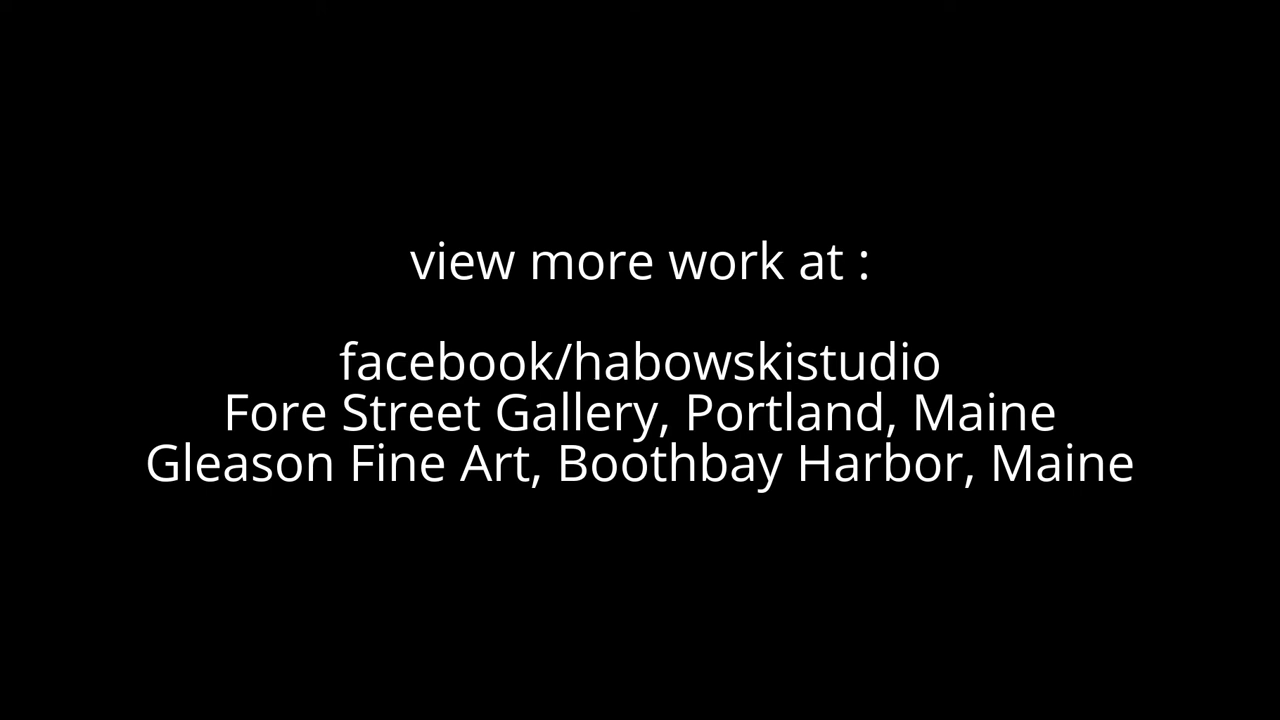 view more work at :
facebook/habowskistudio
Fore Street Gallery, Portland, Maine
Gleason Fine Art, Boothbay Harbor, Maine